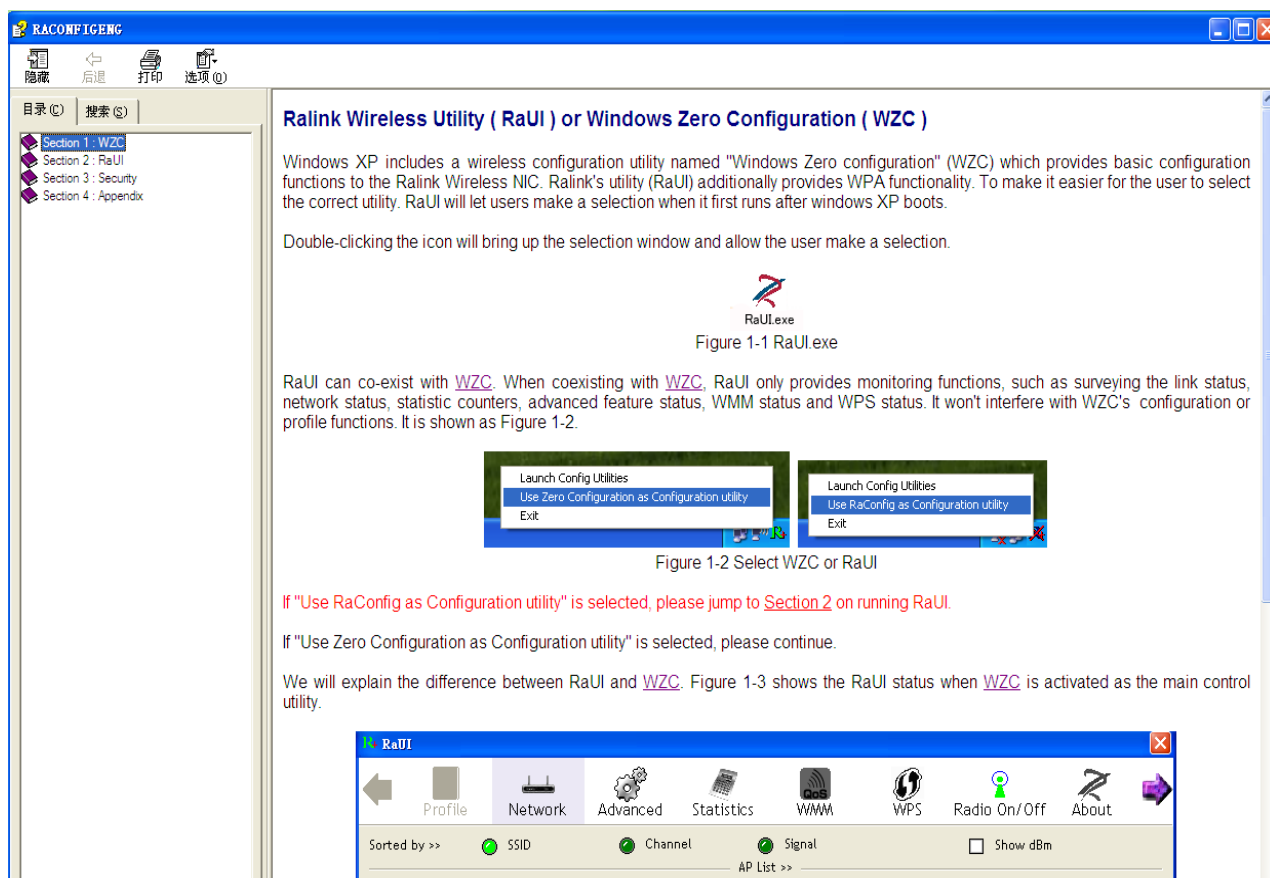 RACONFIGENG
隐藏 后退 打印 选项(O)
目录(C) 搜索(S)
Section 1 : WZC
Section 2 : RaUI
Section 3 : Security
Section 4 : Appendix
Ralink Wireless Utility ( RaUI ) or Windows Zero Configuration ( WZC )
Windows XP includes a wireless configuration utility named "Windows Zero configuration" (WZC) which provides basic configuration
functions to the Ralink Wireless NIC. Ralink's utility (RaUI) additionally provides WPA functionality. To make it easier for the user to select
the correct utility. RaUI will let users make a selection when it first runs after windows XP boots.
Double-clicking the icon will bring up the selection window and allow the user make a selection.
RaUI.exe
Figure 1-1 RaUI.exe
RaUI can co-exist with WZC. When coexisting with WZC, RaUI only provides monitoring functions, such as surveying the link status,
network status, statistic counters, advanced feature status, WMM status and WPS status. It won't interfere with WZC's configuration or
profile functions. It is shown as Figure 1-2.
Launch Config Utilities
Use Zero Configuration as Configuration utility
Exit
Launch Config Utilities
Use RaConfig as Configuration utility
Exit
Figure 1-2 Select WZC or RaUI
If "Use RaConfig as Configuration utility" is selected, please jump to Section 2 on running RaUI.
If "Use Zero Configuration as Configuration utility" is selected, please continue.
We will explain the difference between RaUI and WZC. Figure 1-3 shows the RaUI status when WZC is activated as the main control
utility.
RaUI
QoS
Profile Network Advanced Statistics WMM WPS Radio On/Off About
Sorted by >> SSID Channel Signal Show dBm
AP List >>